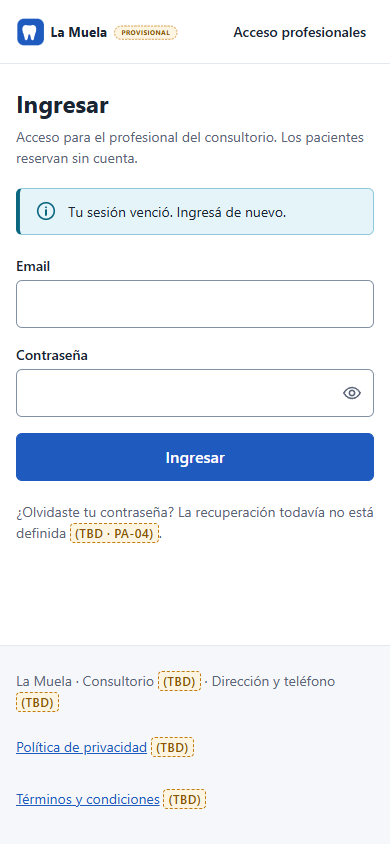 La Muela PROVISIONAL Acceso profesionales
Ingresar
Acceso para el profesional del consultorio. Los pacientes
reservan sin cuenta.
Tu sesión venció. Ingresá de nuevo.
Email
Contraseña
Ingresar
¿Olvidaste tu contraseña? La recuperación todavía no está
definida (TBD · PA-04).
La Muela · Consultorio (TBD) · Dirección y teléfono
(TBD)
Política de privacidad (TBD)
Términos y condiciones (TBD)